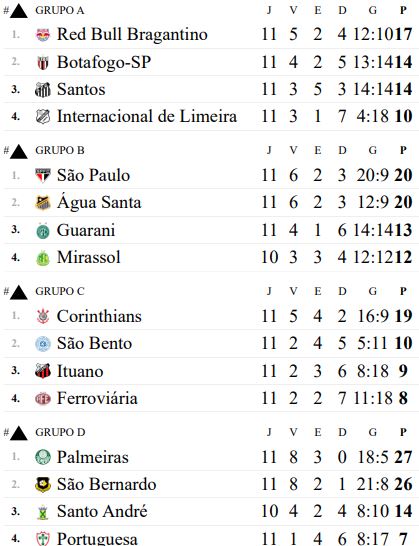 # GRUPO A J V E D G P
1. Red Bull Bragantino 11 5 2 4 12:10 17
2. Botafogo-SP 11 4 2 5 13:14 14
3. Santos 11 3 5 3 14:14 14
4. Internacional de Limeira 11 3 1 7 4:18 10
# GRUPO B J V E D G P
1. São Paulo 11 6 2 3 20:9 20
2. Água Santa 11 6 2 3 12:9 20
3. Guarani 11 4 1 6 14:14 13
4. Mirassol 10 3 3 4 12:12 12
# GRUPO C J V E D G P
1. Corinthians 11 5 4 2 16:9 19
2. São Bento 11 2 4 5 5:11 10
3. Ituano 11 2 3 6 8:18 9
4. Ferroviária 11 2 2 7 11:18 8
# GRUPO D J V E D G P
1. Palmeiras 11 8 3 0 18:5 27
2. São Bernardo 11 8 2 1 21:8 26
3. Santo André 10 4 2 4 8:10 14
4. Portuguesa 11 1 4 6 8:17 7